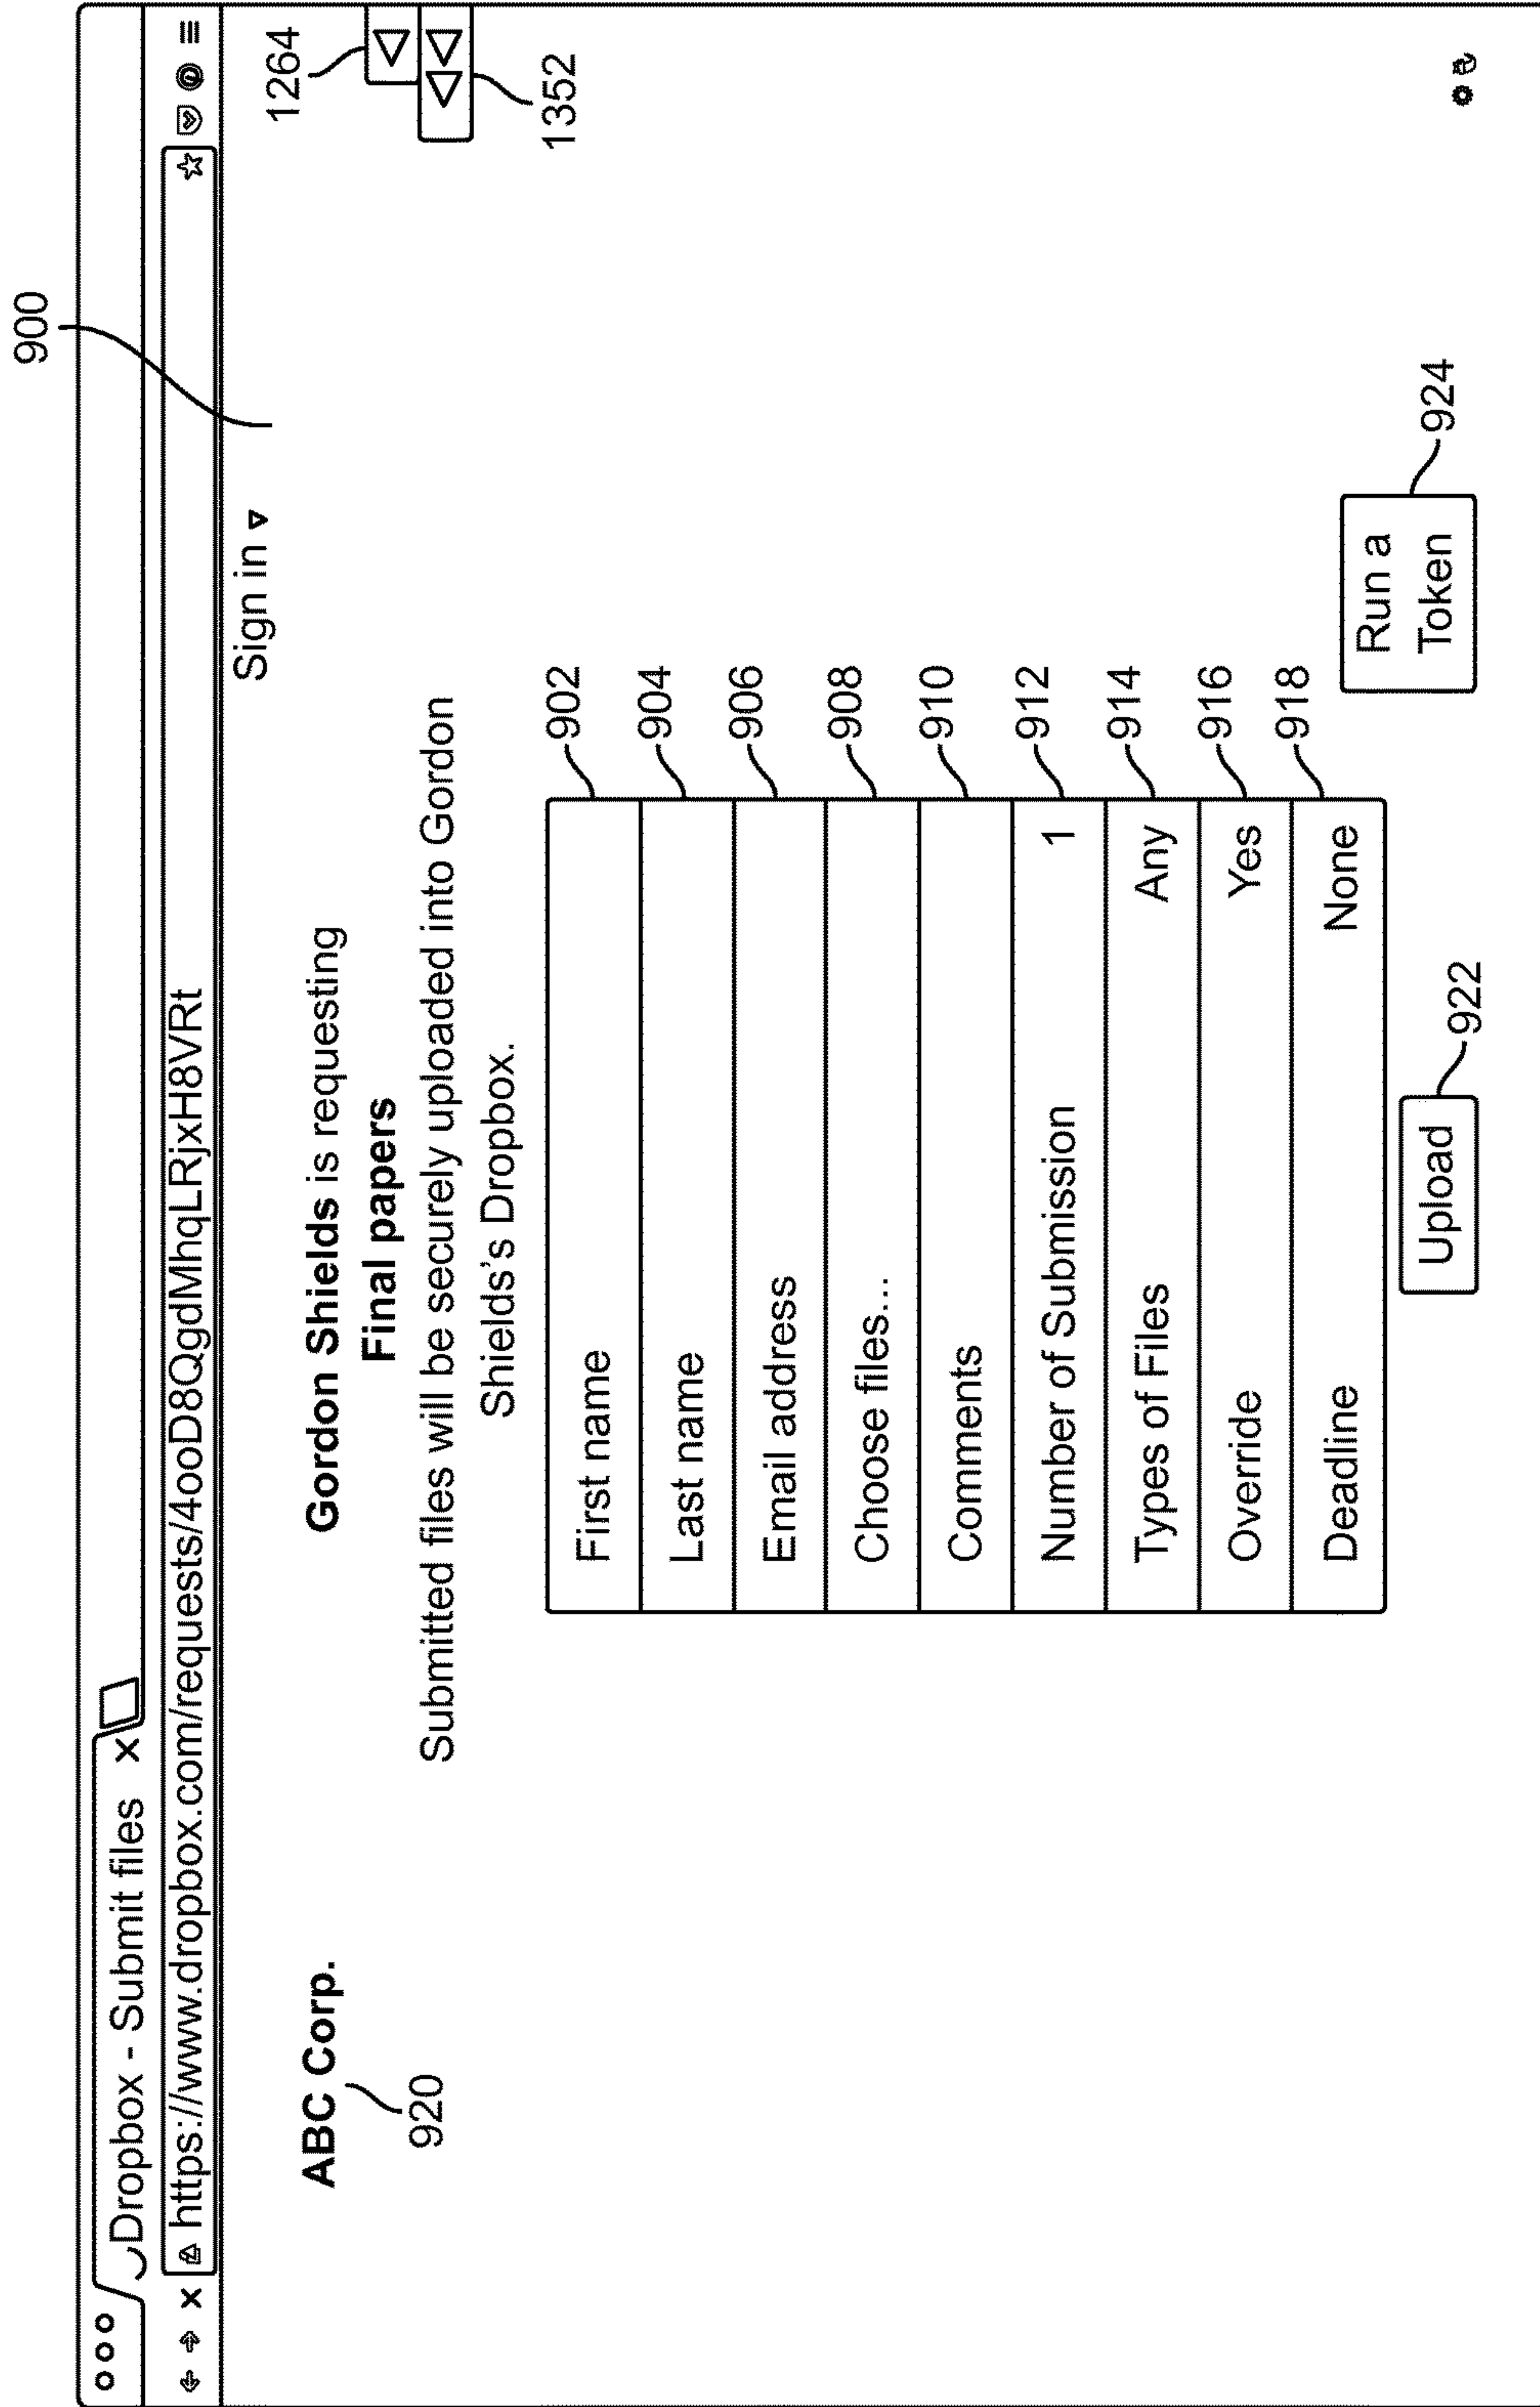 900
Dropbox - Submit files X
https://www.dropbox.com/requests/4ooD8QgdMhqLRjxH8VRt
Sign in
1264
1352
ABC Corp.
920
Gordon Shields is requesting
Final papers
Submitted files will be securely uploaded into Gordon
Shields's Dropbox.
First name 902
Last name 904
Email address 906
Choose files... 908
Comments 910
Number of Submission 1 912
Types of Files Any 914
Override Yes 916
Deadline None 918
Upload 922
Run a
Token 924